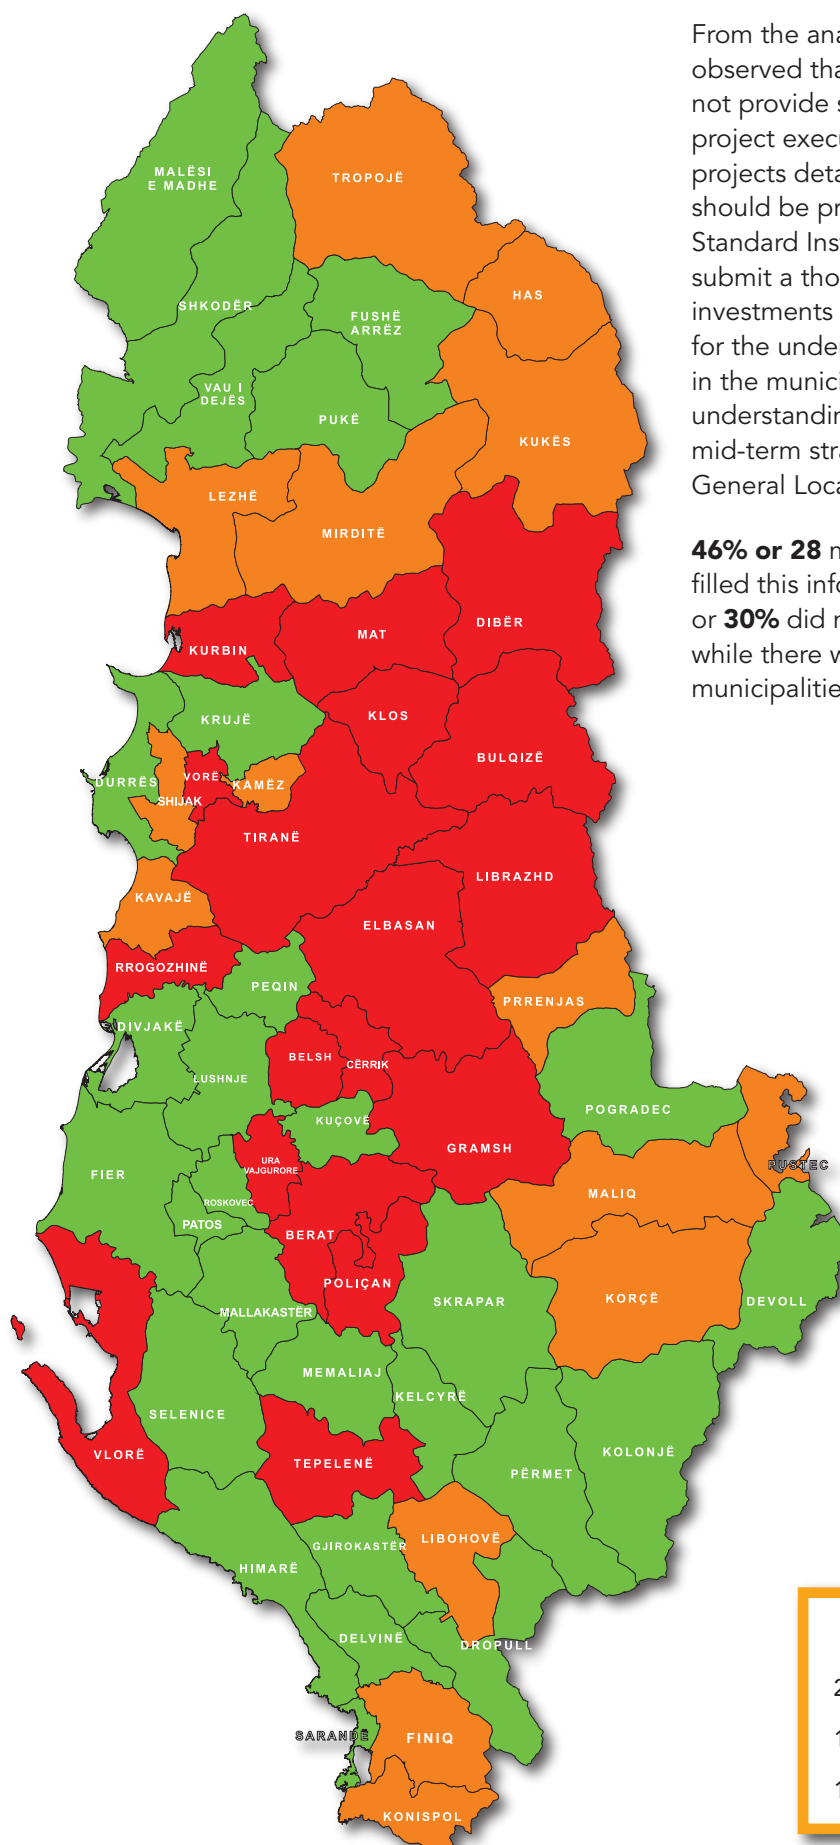 From the ana
observed tha
not provide s
project execu
projects deta
should be pr
Standard Ins
submit a tho
investments
for the under
in the munici
understandin
mid-term stra
General Loca
46% or 28 m
filled this info
or 30% did n
while there w
municipalitie
MALËSI
E MADHE
TROPOJË
HAS
SHKODËR
FUSHË
ARRËZ
VAU I
DEJËS
PUKË
KUKËS
LEZHË
MIRDITË
DIBËR
MAT
KURBIN
KRUJË
KLOS
BULQIZË
DURRËS
VORË
KAMËZ
SHIJAK
TIRANË
LIBRAZHD
KAVAJË
ELBASAN
RROGOZHINË
PEQIN
PRRENJAS
DIVJAKË
BELSH
CËRRIK
LUSHNJE
KUÇOVË
POGRADEC
GRAMSH
URA
VAJGURORE
PUSTEC
FIER
MALIQ
ROSKOVEC
PATOS
BERAT
POLIÇAN
SKRAPAR
KORÇË
DEVOLL
MALLAKASTËR
MEMALIAJ
KELCYRË
SELENICE
KOLONJË
VLORË
TEPELENË
PËRMET
LIBOHOVË
GJIROKASTËR
HIMARË
DELVINË
DROPULL
SARANDË
FINIQ
KONISPOL
2
1
1